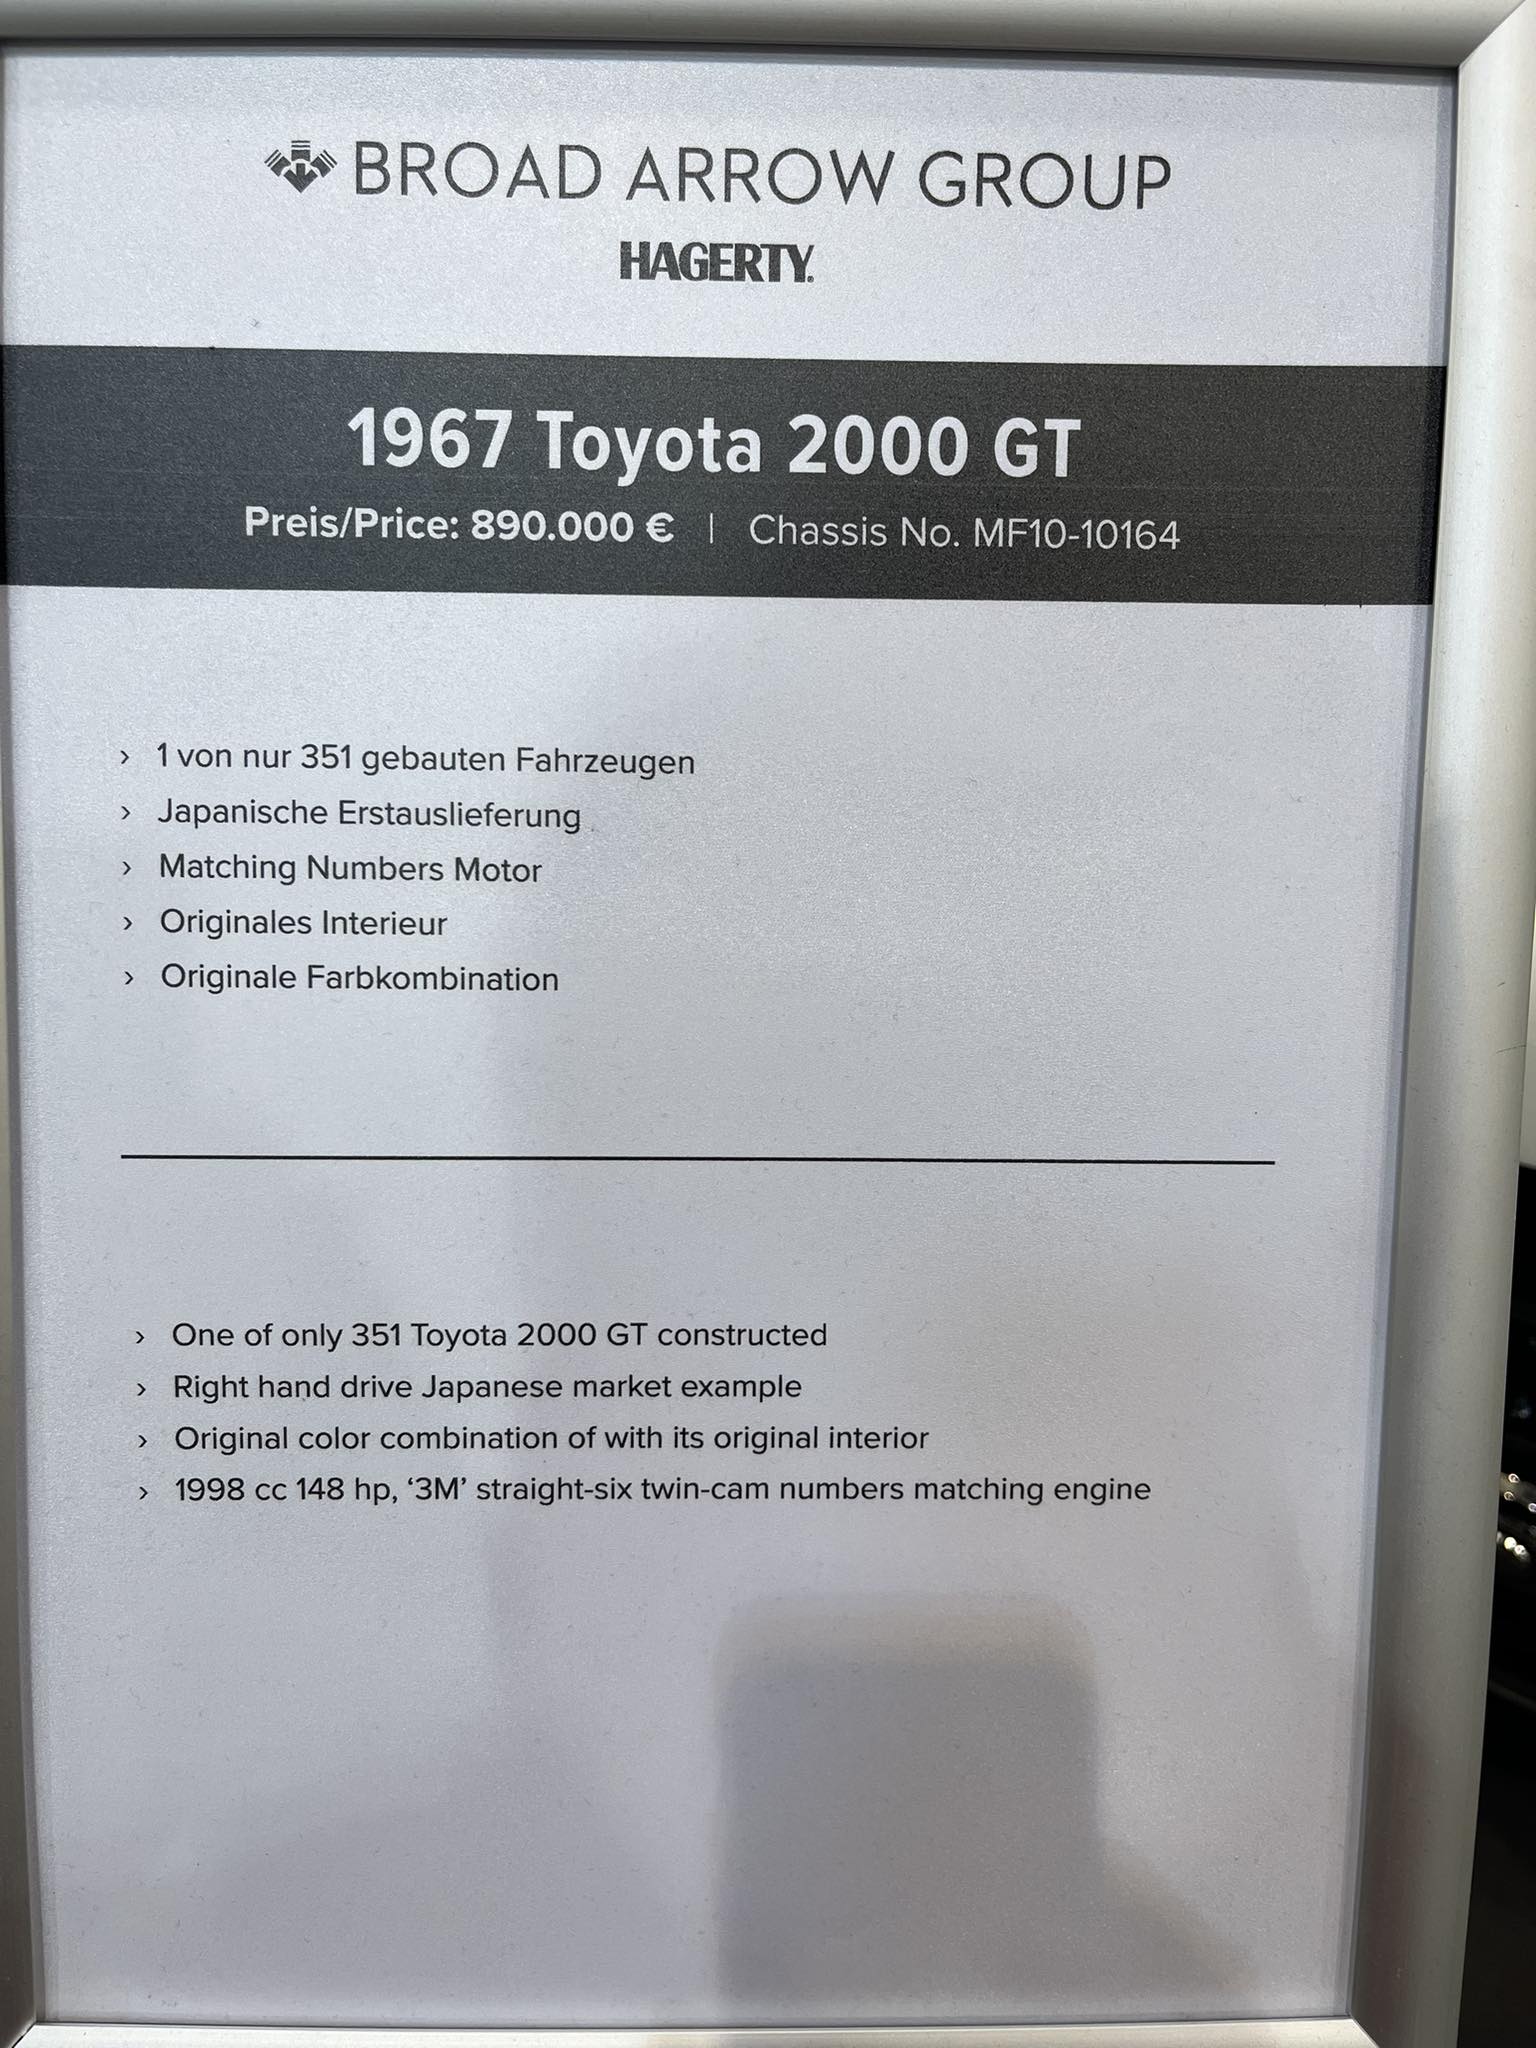 BROAD ARROW GROUP
HAGERTY.
1967 Toyota 2000 GT
Preis/Price: 890.000 € | Chassis No. MF10-10164
› 1 von nur 351 gebauten Fahrzeugen
› Japanische Erstauslieferung
› Matching Numbers Motor
› Originales Interieur
› Originale Farbkombination
› One of only 351 Toyota 2000 GT constructed
› Right hand drive Japanese market example
› Original color combination of with its original interior
› 1998 cc 148 hp, ‘3M’ straight-six twin-cam numbers matching engine